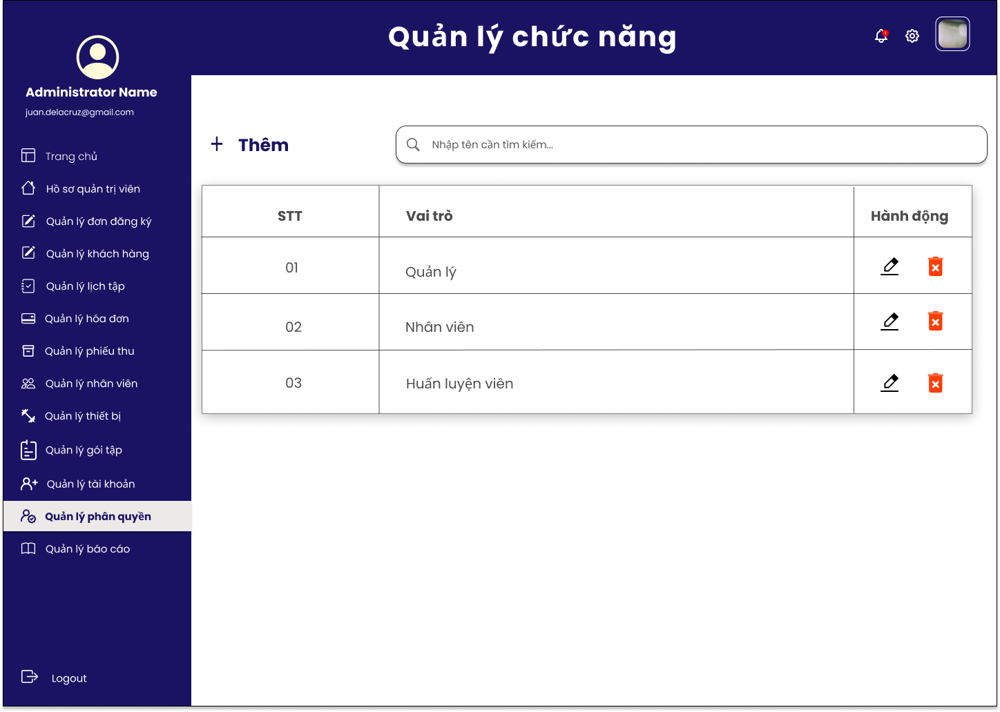 Quản lý chức năng
1
Administrator Name
juan.delacruz@gmail.com
Trang chủ
Hồ sơ quản trị viên
Quản lý đơn đăng ký
Quản lý khách hàng
Quản lý lịch tập
Quản lý hóa đơn
Quản lý phiếu thu
Quản lý nhân viên
Quản lý thiết bị
Quản lý gói tập
Quản lý tài khoản
Quản lý phân quyền
Quản lý báo cáo
Logout
Thêm
Nhập tên cần tìm kiếm...
STT Vai trò Hành động
01 Quản lý
02 Nhân viên
03 Huấn luyện viên